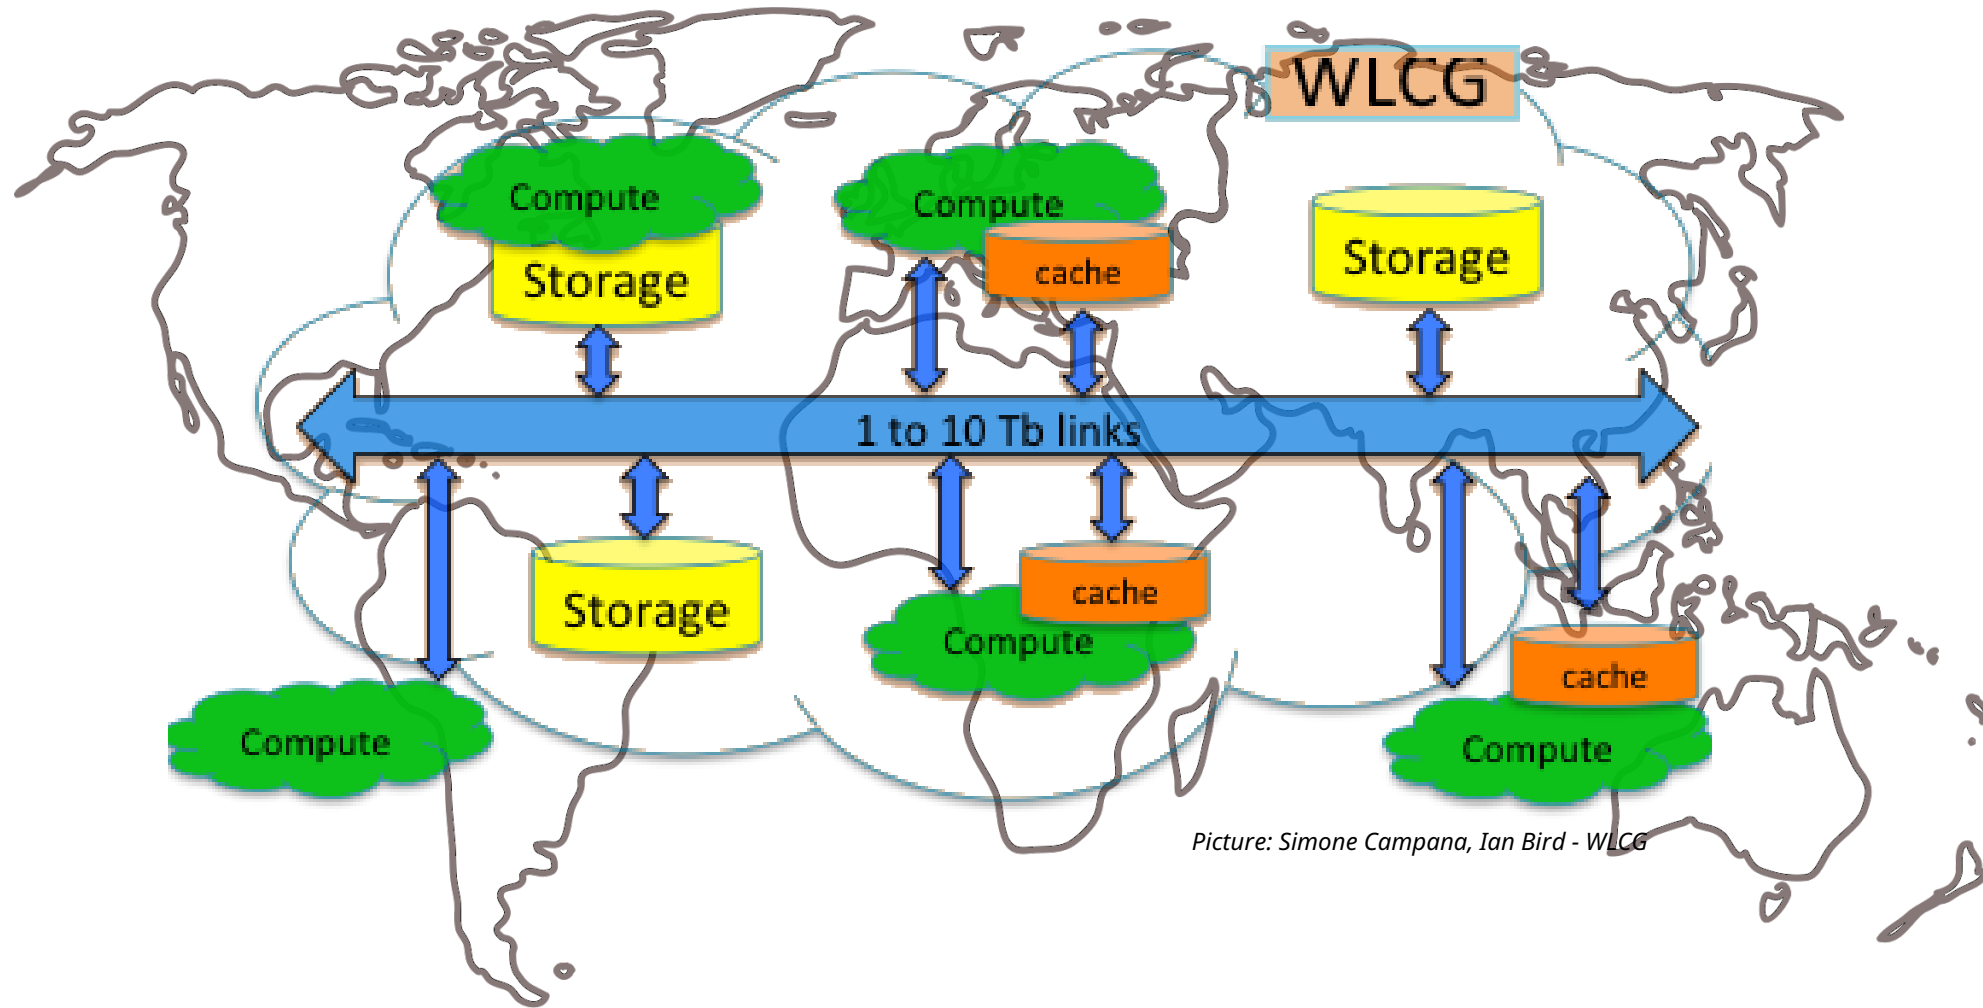 WLCG
Compute
Storage
Compute
cache
Storage
1 to 10 Tb links
Storage
cache
Compute
cache
Compute
Compute
Picture: Simone Campana, Ian Bird - WLCG